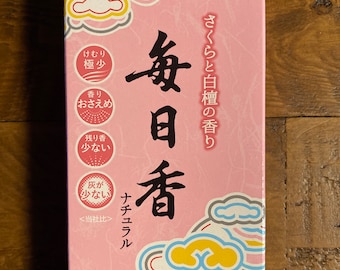 さくらと白檀の香り
毎日香
ナチュラル
けむり
極少
香り
おさえめ
残り香
少ない
灰が
少ない
<当社比>